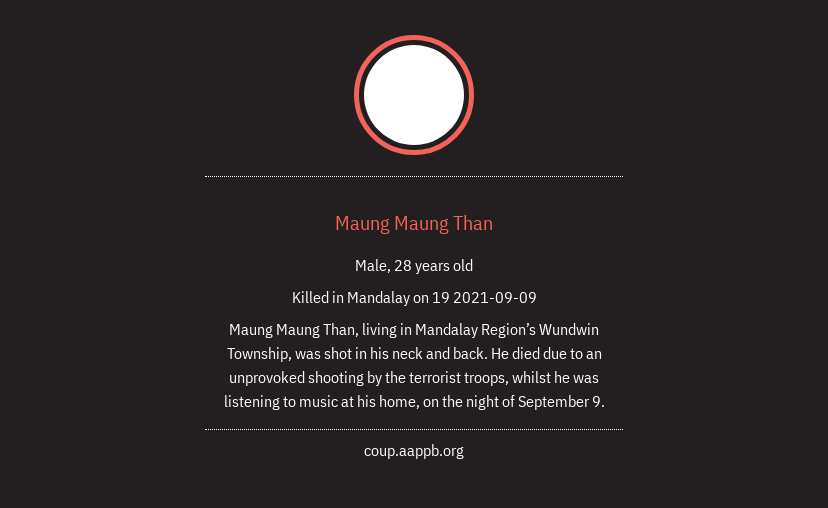 Maung Maung Than
Male, 28 years old
Killed in Mandalay on 19 2021-09-09
Maung Maung Than, living in Mandalay Region’s Wundwin
Township, was shot in his neck and back. He died due to an
unprovoked shooting by the terrorist troops, whilst he was
listening to music at his home, on the night of September 9.
coup.aappb.org